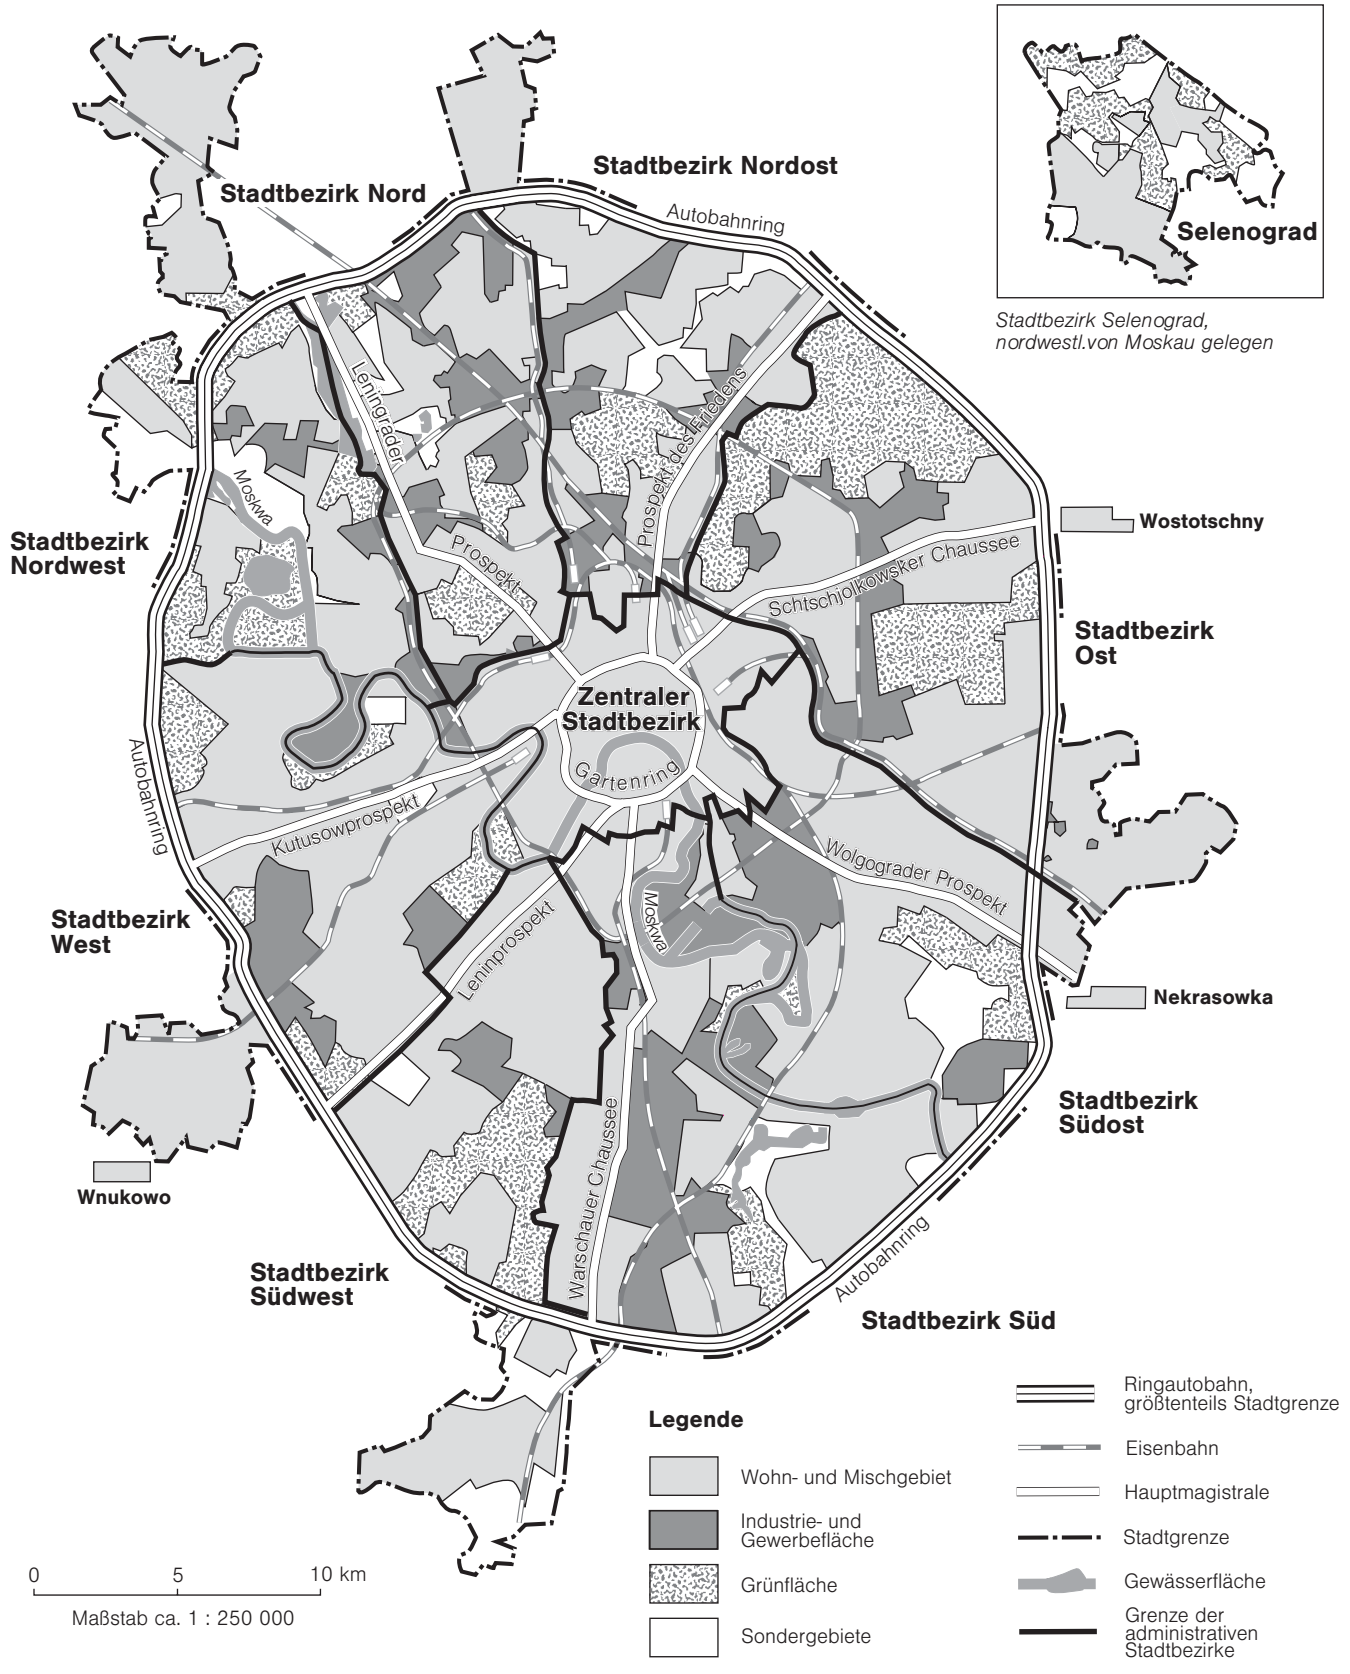 Stadtbezirk Nordost
Stadtbezirk Nord
Autobahnring
Selenograd
Stadtbezirk Selenograd,
nordwestl.von Moskau gelegen
Leningrader
Prospekt
Prospekt des Friedens
Moskwa
Schtschjolkowsker Chaussee
Wostotschny
Stadtbezirk
Nordwest
Stadtbezirk
Ost
Zentraler
Stadtbezirk
Gartenring
Autobahnring
Kutusowprospekt
Wolgograder Prospekt
Stadtbezirk
West
Leninprospekt
Moskwa
Nekrasowka
Stadtbezirk
Südost
Wnukowo
Warschauer Chaussee
Autobahnring
Stadtbezirk
Südwest
Stadtbezirk Süd
Legende
Wohn- und Mischgebiet
Industrie- und
Gewerbefläche
Grünfläche
Sondergebiete
Ringautobahn,
größtenteils Stadtgrenze
Eisenbahn
Hauptmagistrale
Stadtgrenze
Gewässerfläche
Grenze der
administrativen
Stadtbezirke
0 5 10 km
Maßstab ca. 1 : 250 000